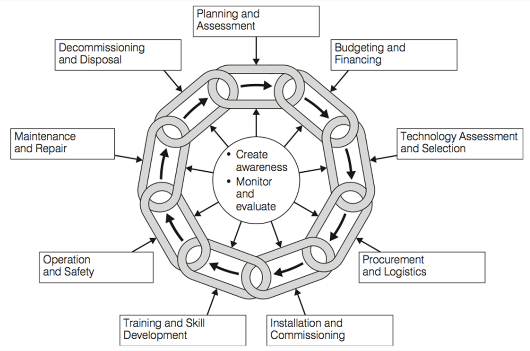 Planning and
Assessment
Budgeting and
Financing
Technology Assessment
and Selection
Procurement
and Logistics
Installation and
Commissioning
Training and Skill
Development
Operation
and Safety
Maintenance
and Repair
Decommissioning
and Disposal
• Create
awareness
• Monitor
and
evaluate